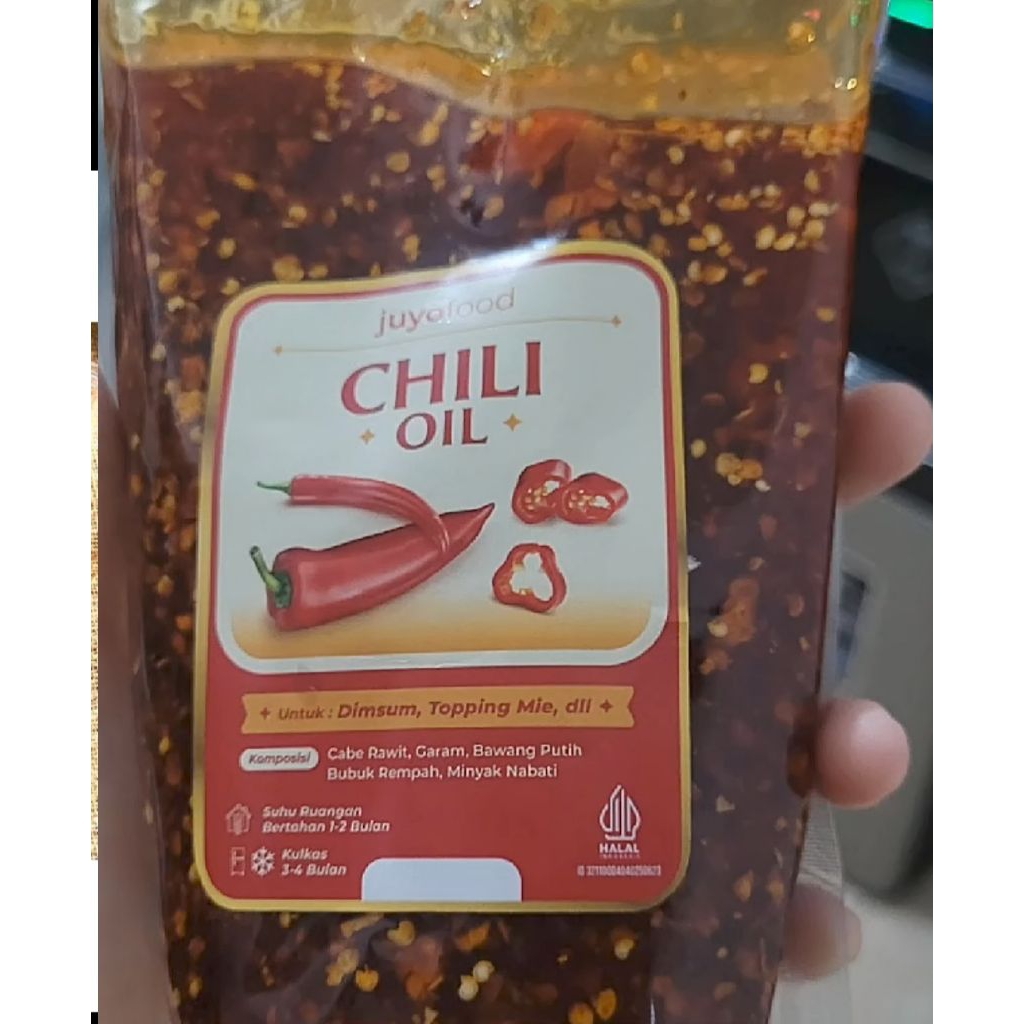 juyofood
CHILI
OIL
Untuk : Dimsum, Topping Mie, dll
Komposisi
Cabe Rawit, Garam, Bawang Putih
Bubuk Rempah, Minyak Nabati
Suhu Ruangan
Bertahan 1-2 Bulan
Kulkas
3-4 Bulan
HALAL
INDONESIA